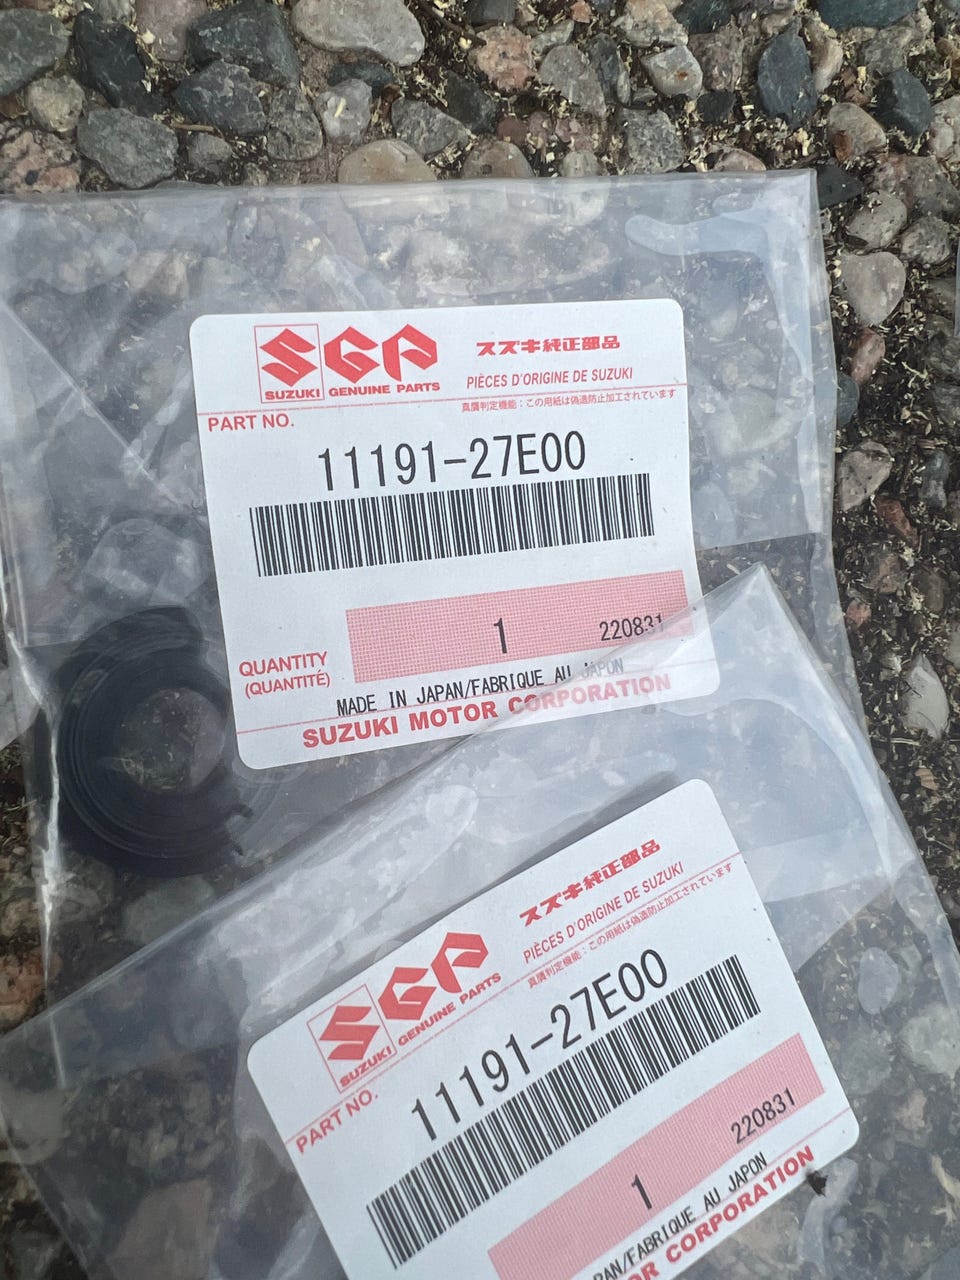 SGP
SUZUKI GENUINE PARTS
スズキ純正部品
PIÈCES D'ORIGINE DE SUZUKI
真贋判定機能：この用紙は偽造防止加工されています
PART NO.
11191-27E00
1 220831
QUANTITY
(QUANTITÉ)
MADE IN JAPAN/FABRIQUE AU JAPON
SUZUKI MOTOR CORPORATION
SGP
SUZUKI GENUINE PARTS
スズキ純正部品
PIÈCES D'ORIGINE DE SUZUKI
真贋判定機能：この用紙は偽造防止加工されています
PART NO.
11191-27E00
1 220831
PAN/FABRIQUE AU JAPON
OR CORPORATION